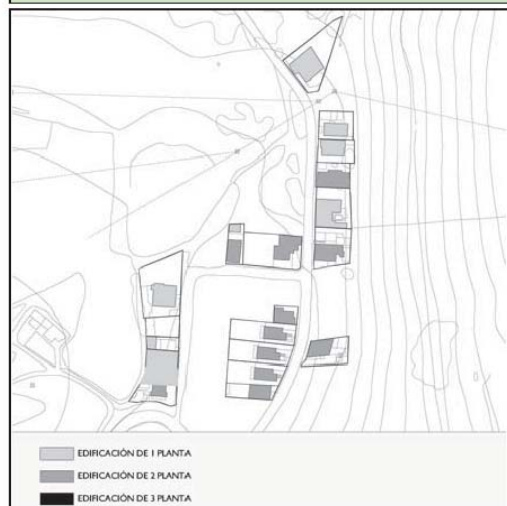 EDIFICACIÓN DE 1 PLANTA
EDIFICACIÓN DE 2 PLANTA
EDIFICACIÓN DE 3 PLANTA